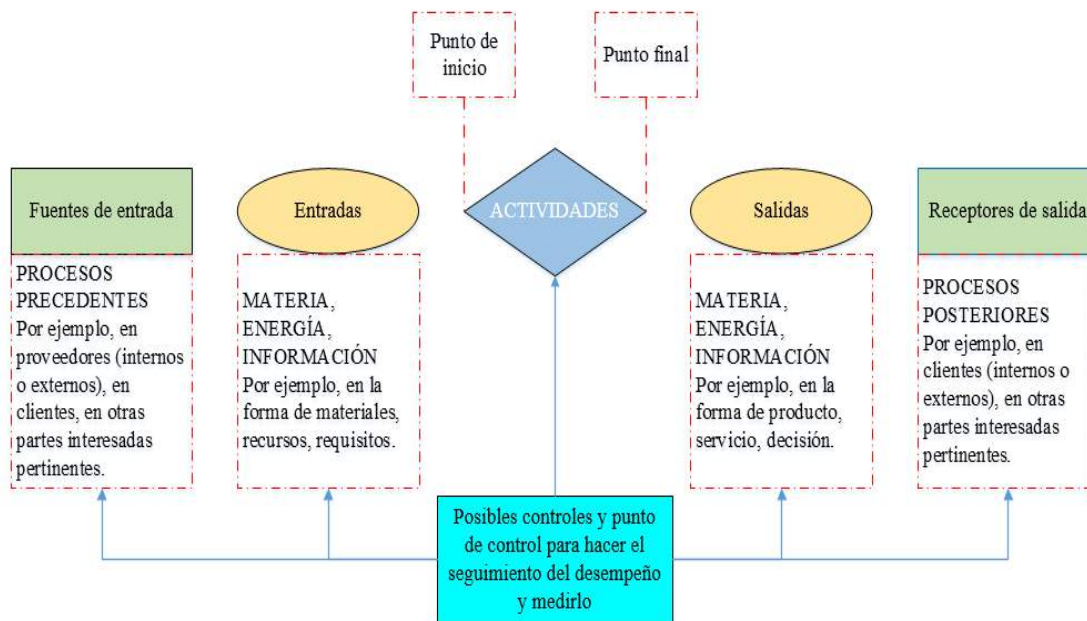 Punto de
inicio
Punto final
Fuentes de entrada
Entradas
ACTIVIDADES
Salidas
Receptores de salida
PROCESOS
PRECEDENTES
Por ejemplo, en
proveedores (internos
o externos), en
clientes, en otras
partes interesadas
pertinentes.
MATERIA,
ENERGÍA,
INFORMACIÓN
Por ejemplo, en la
forma de materiales,
recursos, requisitos.
MATERIA,
ENERGÍA,
INFORMACIÓN
Por ejemplo, en la
forma de producto,
servicio, decisión.
PROCESOS
POSTERIORES
Por ejemplo, en
clientes (internos o
externos), en otras
partes interesadas
pertinentes.
Posibles controles y punto
de control para hacer el
seguimiento del desempeño
y medirlo